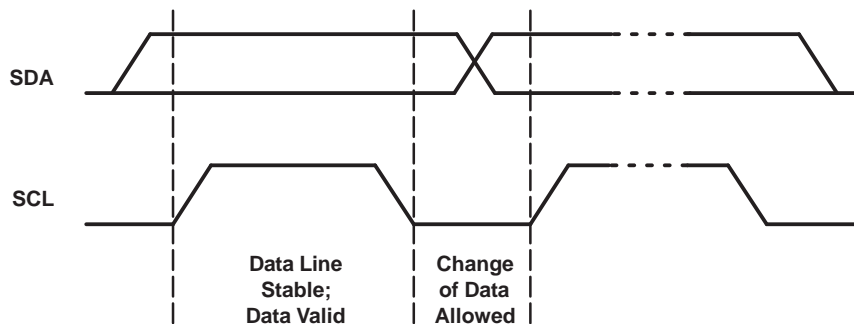 SDA
SCL
Data Line
Stable;
Data Valid
Change
of Data
Allowed